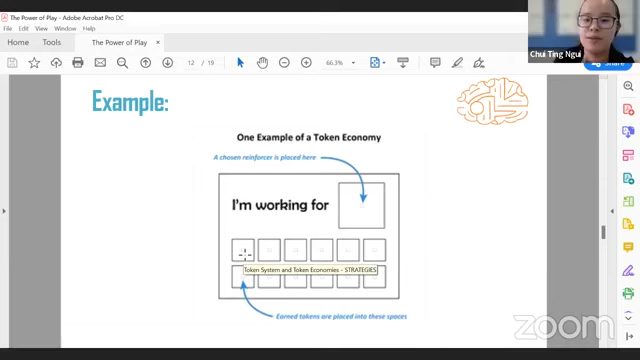 The Power of Play - Adobe Acrobat Pro DC
File Edit View Window Help
Home Tools The Power of Play ×
12 / 19 66.3%
Share
Chui Ting Ngui
Example:
One Example of a Token Economy
A chosen reinforcer is placed here
I'm working for
Token System and Token Economies - STRATEGIES
Earned tokens are placed into these spaces
zoom